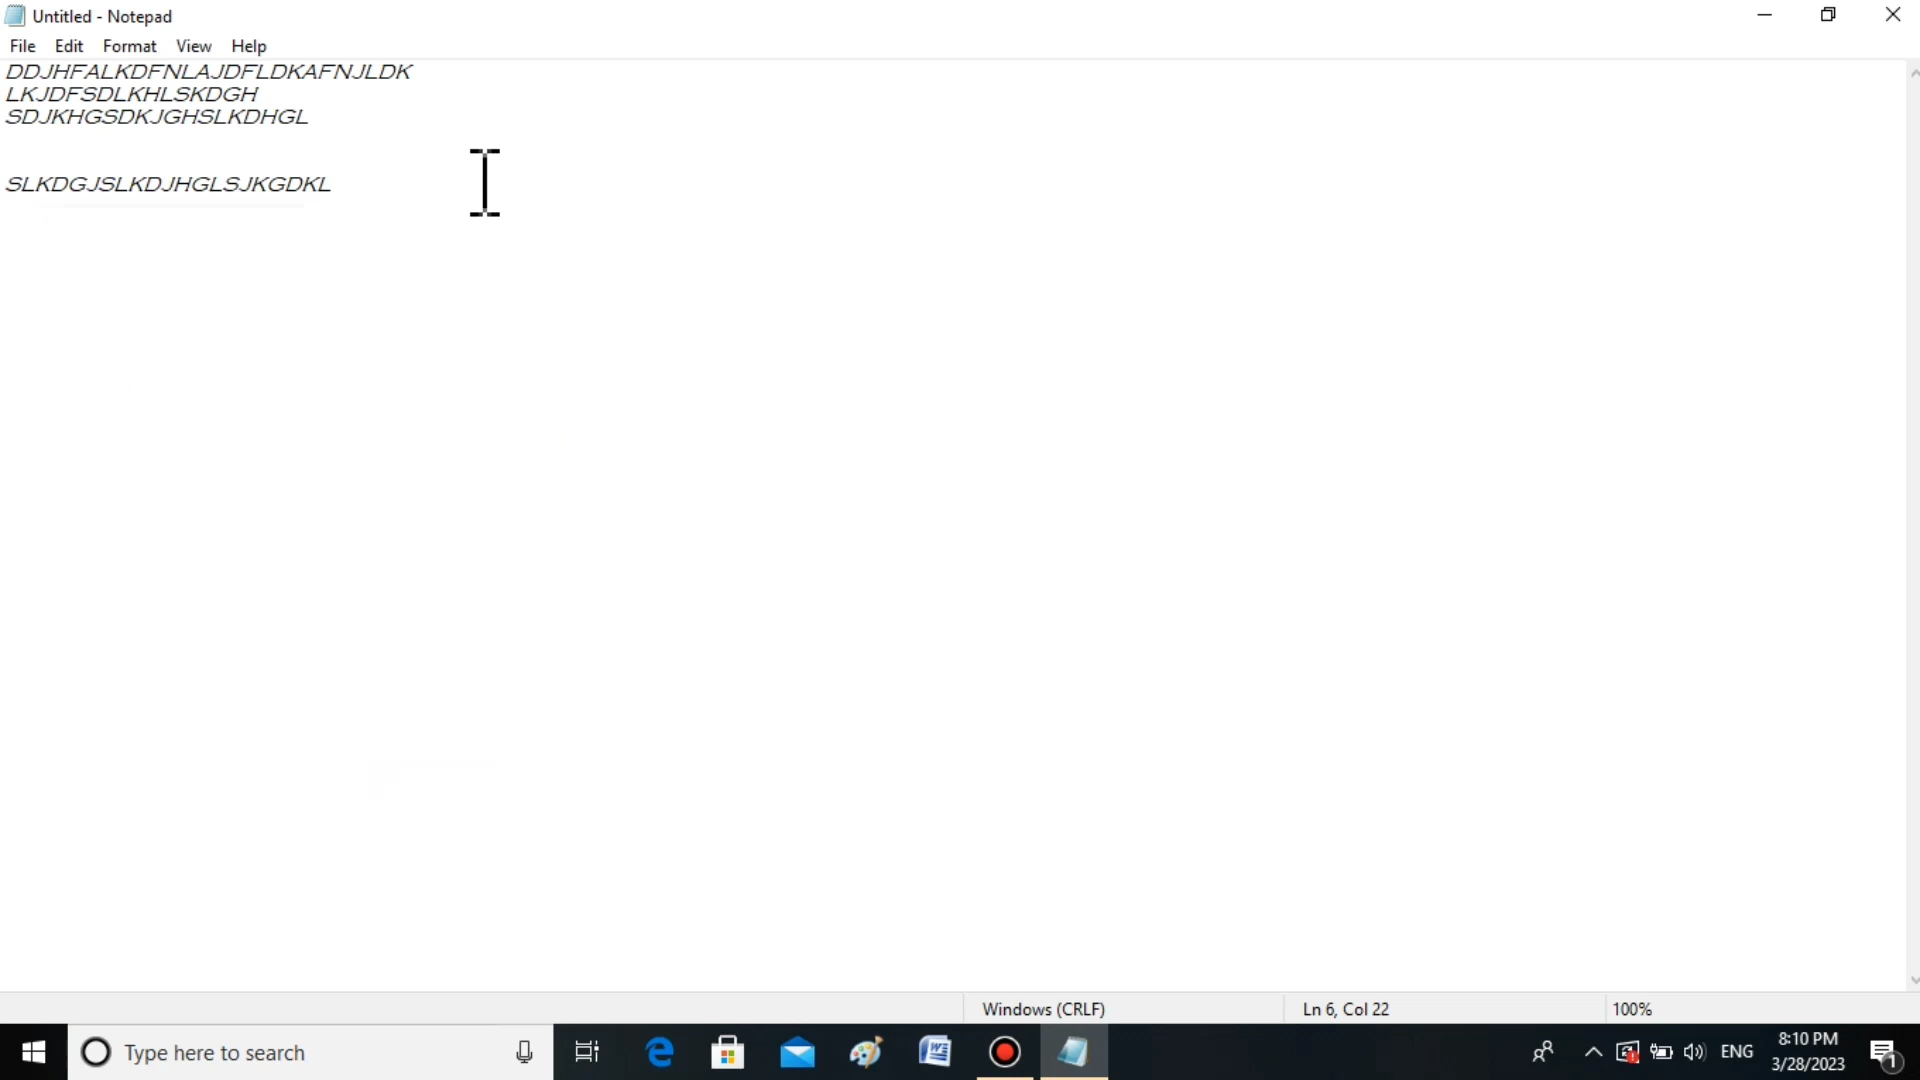 Untitled - Notepad
File Edit Format View Help
DDJHFALKDFNLAJDFLDKAFNJLDK
LKJDFSDLKHLSKDGH
SDJKHGSDKJGHSLKDHGL
SLKDGJSLKDJHGLSJKGDKL
Windows (CRLF) Ln 6, Col 22 100%
Type here to search ENG 8:10 PM
3/28/2023 1